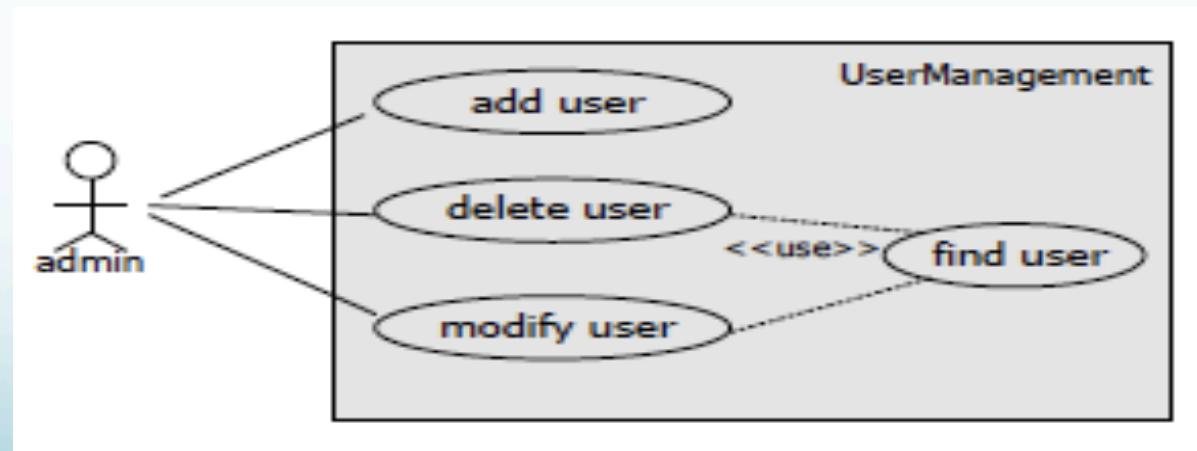 UserManagement
add user
delete user
<<use>>
find user
admin
modify user